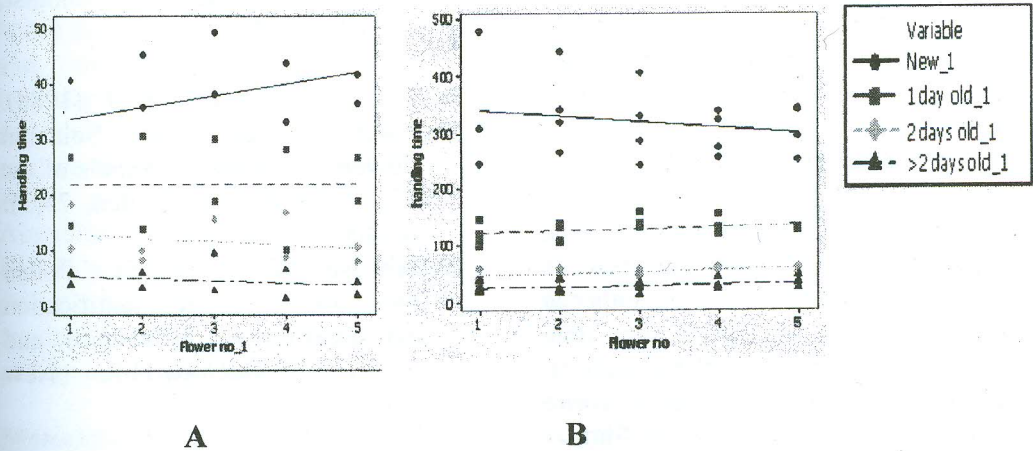 50
40
30
20
10
0
Handling time
1 2 3 4 5
Flower no_1
A
500
400
300
200
100
0
handling time
1 2 3 4 5
Flower no
B
Variable
New_1
1 day old_1
2 days old_1
>2 days old_1